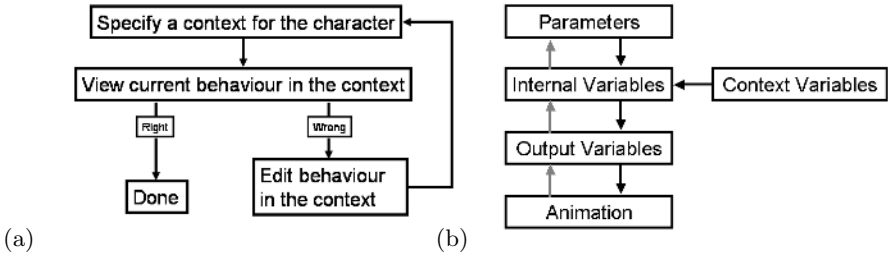 Specify a context for the character
View current behaviour in the context
Right
Wrong
Done
Edit behaviour
in the context
(a)
Parameters
Internal Variables
Context Variables
Output Variables
Animation
(b)